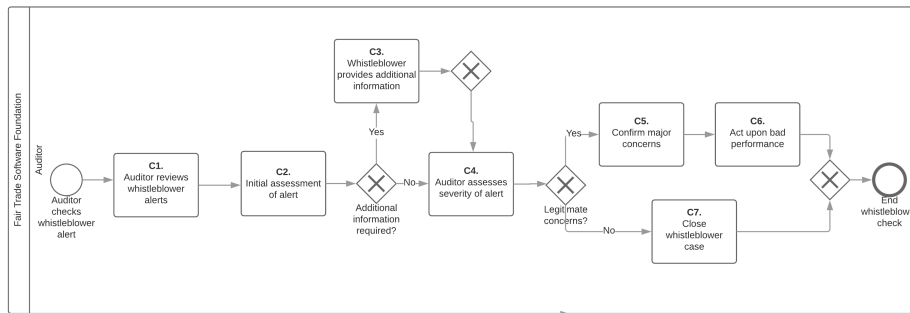 Fair Trade Software Foundation
Auditor
Auditor
checks
whistleblower
alert
C1.
Auditor reviews
whistleblower
alerts
C2.
Initial assessment
of alert
Additional
information
required?
Yes
No
C3.
Whistleblower
provides additional
information
C4.
Auditor assesses
severity of alert
Legitimate
concerns?
Yes
No
C5.
Confirm major
concerns
C6.
Act upon bad
performance
C7.
Close
whistleblower
case
End
whistleblow
check